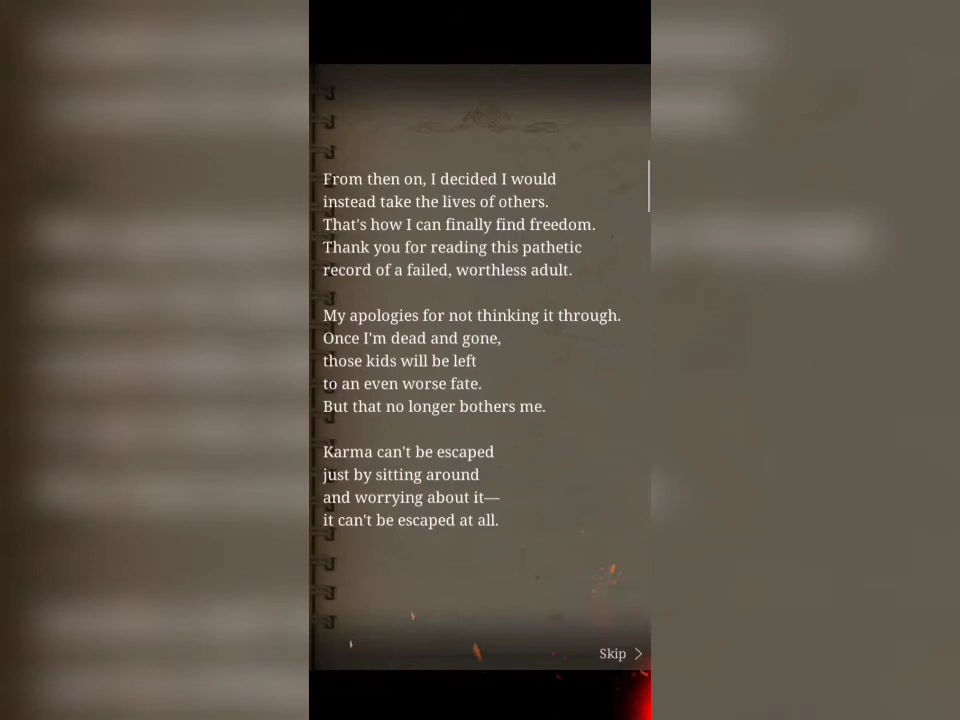 From then on, I decided I would
instead take the lives of others.
That's how I can finally find freedom.
Thank you for reading this pathetic
record of a failed, worthless adult.
My apologies for not thinking it through.
Once I'm dead and gone,
those kids will be left
to an even worse fate.
But that no longer bothers me.
Karma can't be escaped
just by sitting around
and worrying about it—
it can't be escaped at all.
Skip